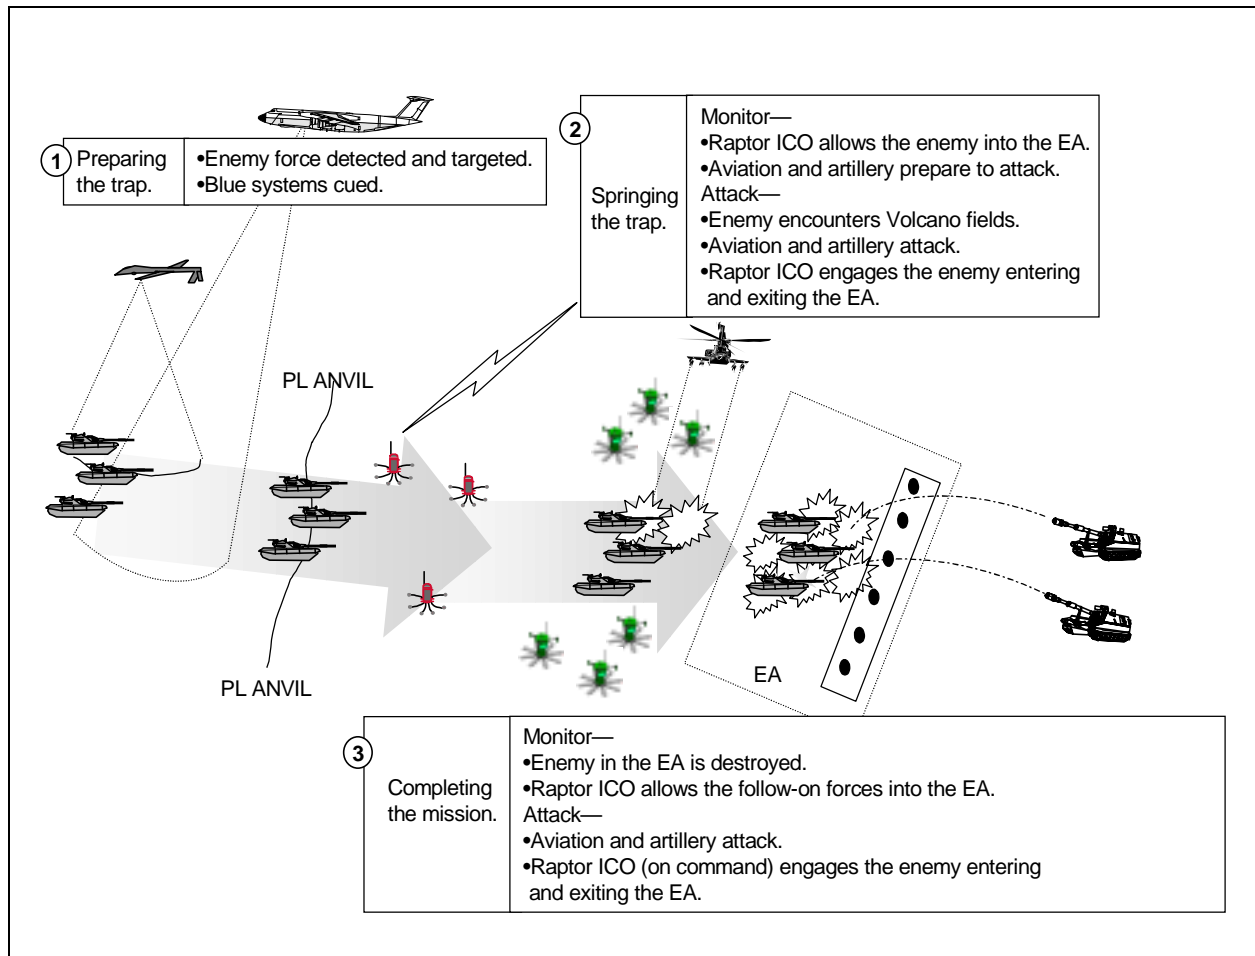 1
Preparing
the trap.
•Enemy force detected and targeted.
•Blue systems cued.
2
Springing
the trap.
Monitor—
•Raptor ICO allows the enemy into the EA.
•Aviation and artillery prepare to attack.
Attack—
•Enemy encounters Volcano fields.
•Aviation and artillery attack.
•Raptor ICO engages the enemy entering
and exiting the EA.
PL ANVIL
PL ANVIL
EA
3
Completing
the mission.
Monitor—
•Enemy in the EA is destroyed.
•Raptor ICO allows the follow-on forces into the EA.
Attack—
•Aviation and artillery attack.
•Raptor ICO (on command) engages the enemy entering
and exiting the EA.